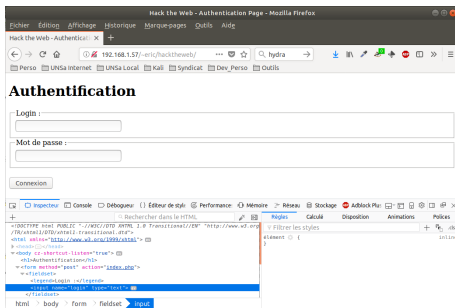 Hack the Web - Authentication Page - Mozilla Firefox
Fichier Édition Affichage Historique Marque-pages Outils Aide
Hack the Web - Authenticat
192.168.1.57/~eric/hacktheweb/ hydra
Perso UNSa Internet UNSa Local Kali Syndicat Dev_Perso Outils
Authentification
Login :
Mot de passe :
Connexion
Inspecteur Console Débogueur Éditeur de style Performance Mémoire Réseau Stockage Adblock Plus
Rechercher dans le HTML Règles Calculé Disposition Animations Polices
<!DOCTYPE html PUBLIC "-//W3C//DTD XHTML 1.0 Transitional//EN" "http://www.w3.org
/TR/xhtml1/DTD/xhtml1-transitional.dtd"> Filtrer les styles
<html xmlns="http://www.w3.org/1999/xhtml"> élément { inline
<head> </head> }
<body cz-shortcut-listen="true">
<h1>Authentification</h1>
<form method="post" action="index.php">
<fieldset>
<legend>Login :</legend>
<input name="login" type="text">
</fieldset>
html body form fieldset input